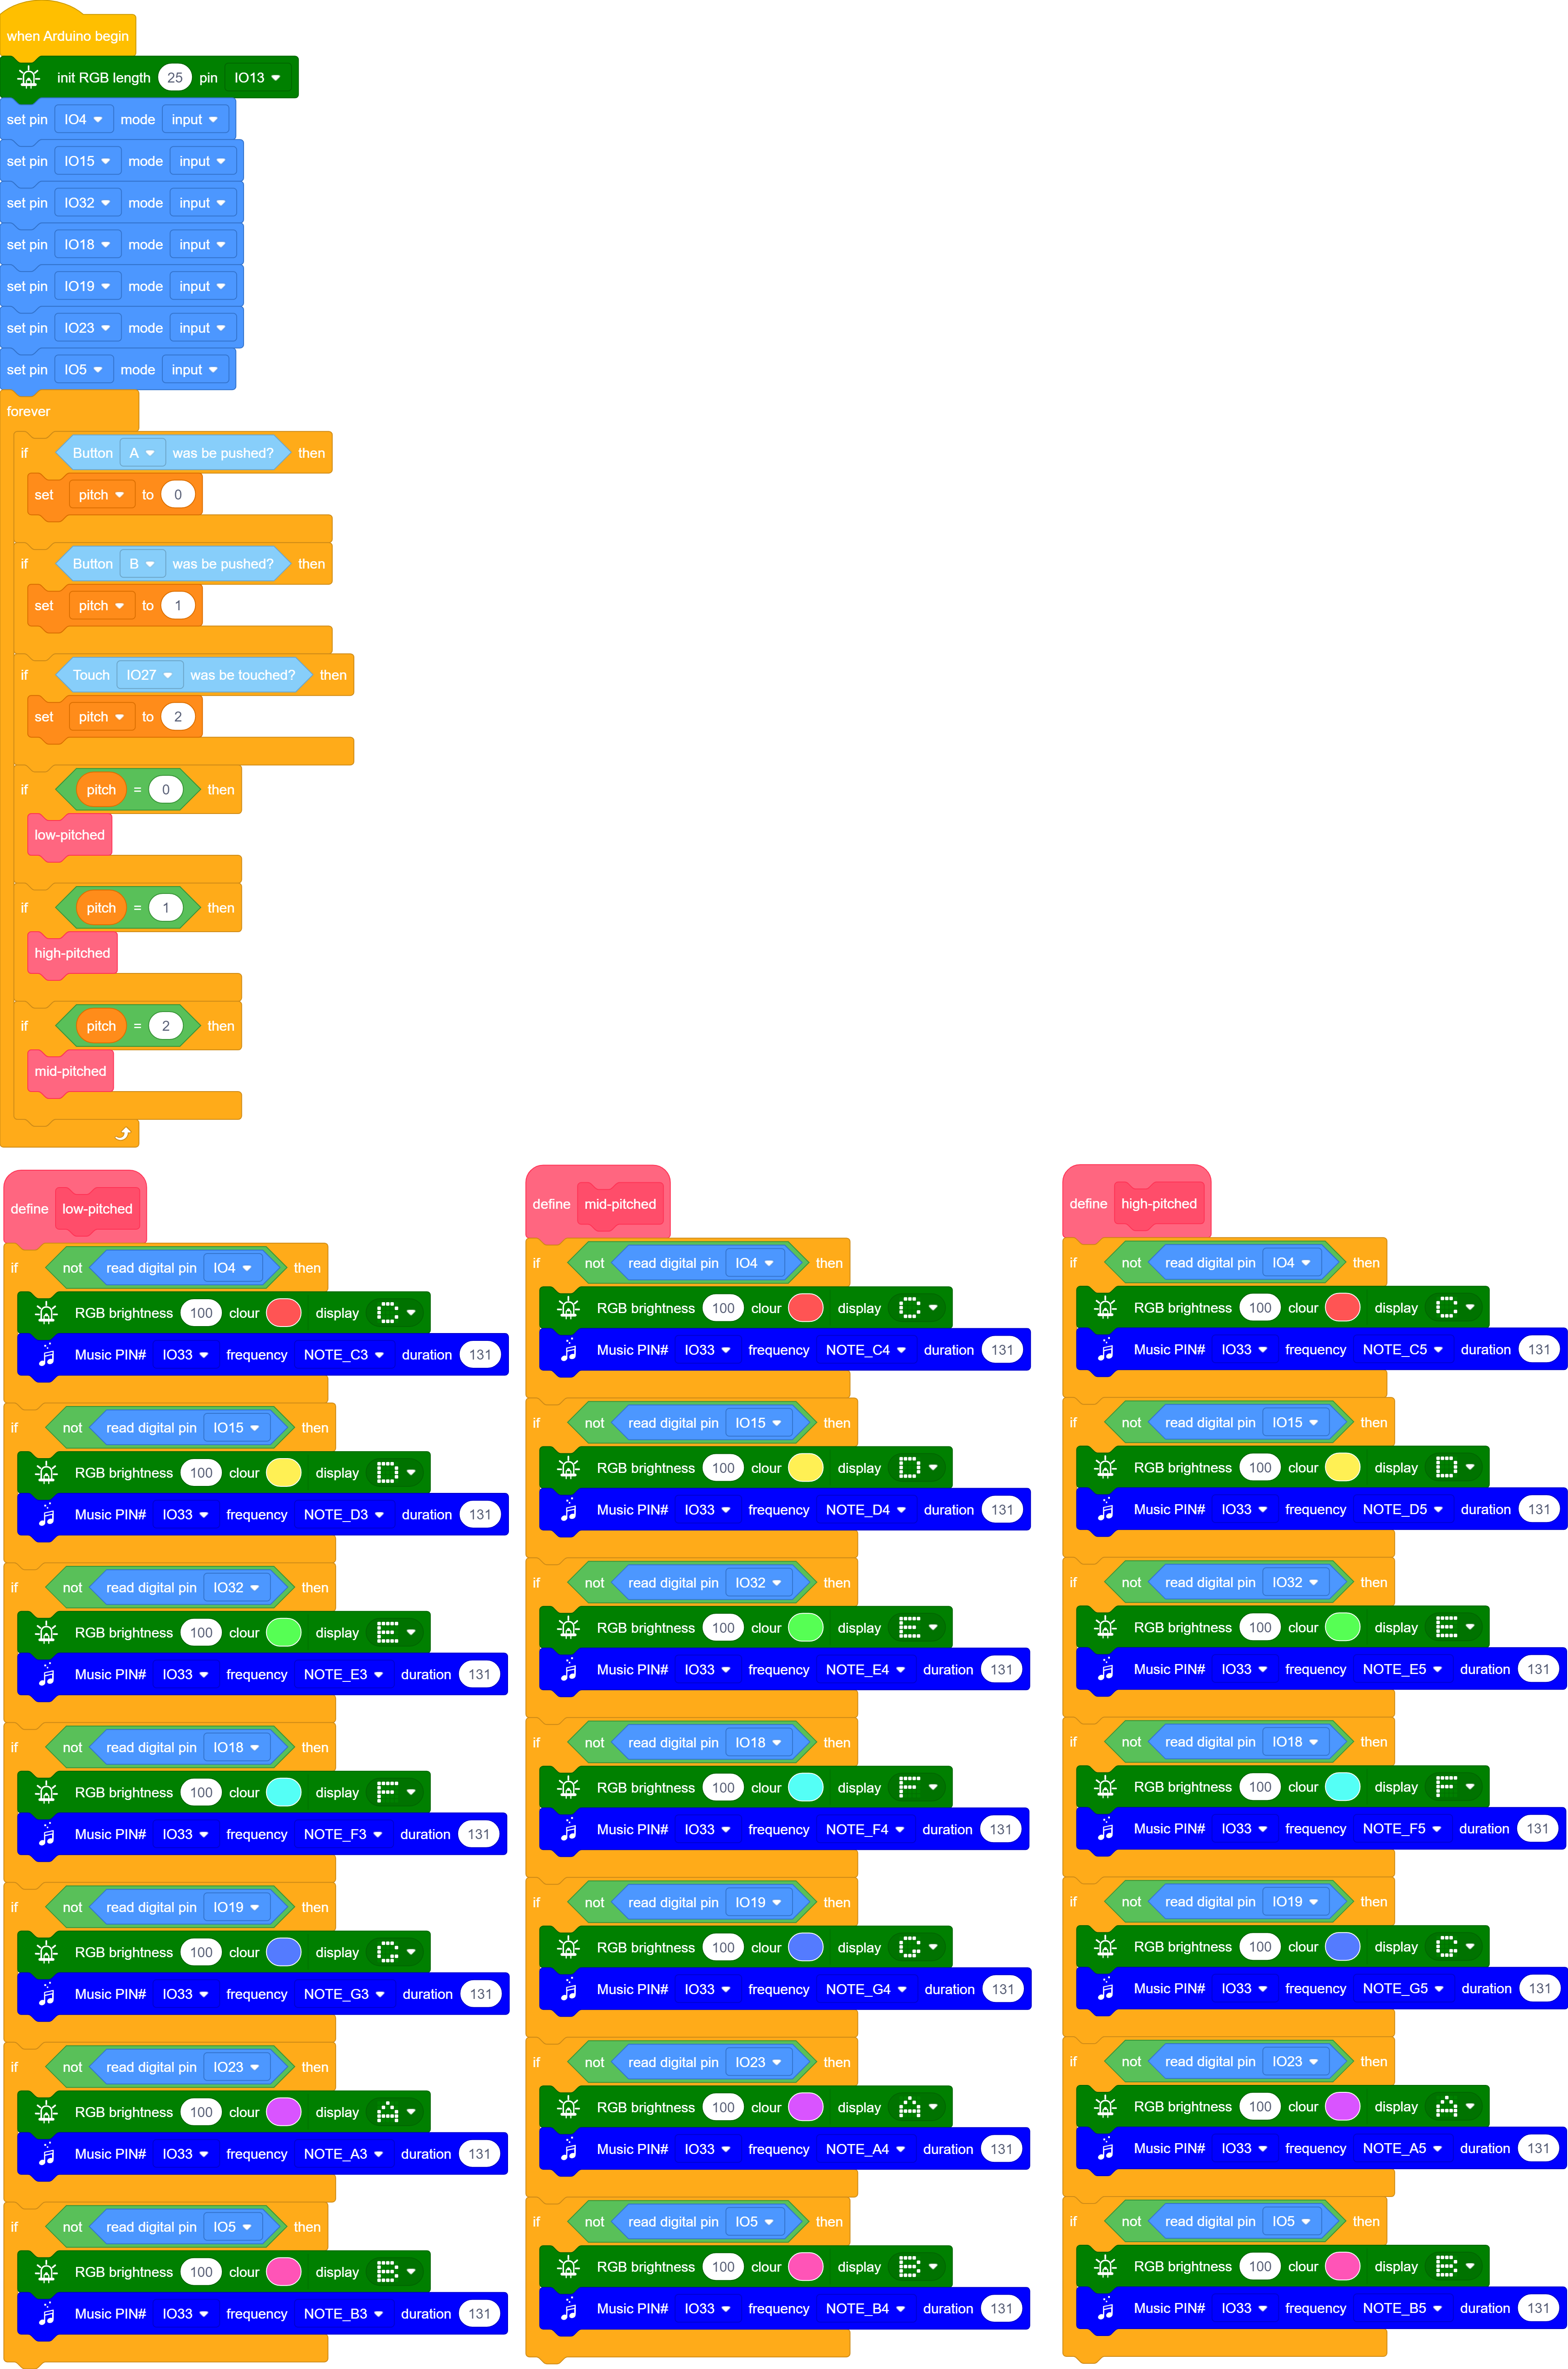 when Arduino begin
init RGB length 25 pin IO13
set pin IO4 mode input
set pin IO15 mode input
set pin IO32 mode input
set pin IO18 mode input
set pin IO19 mode input
set pin IO23 mode input
set pin IO5 mode input
forever
if Button A was be pushed? then
set pitch to 0
if Button B was be pushed? then
set pitch to 1
if Touch IO27 was be touched? then
set pitch to 2
if pitch = 0 then
low-pitched
if pitch = 1 then
high-pitched
if pitch = 2 then
mid-pitched
define low-pitched
if not read digital pin IO4 then
RGB brightness 100 clour display C
Music PIN# IO33 frequency NOTE_C3 duration 131
if not read digital pin IO15 then
RGB brightness 100 clour display D
Music PIN# IO33 frequency NOTE_D3 duration 131
if not read digital pin IO32 then
RGB brightness 100 clour display E
Music PIN# IO33 frequency NOTE_E3 duration 131
if not read digital pin IO18 then
RGB brightness 100 clour display F
Music PIN# IO33 frequency NOTE_F3 duration 131
if not read digital pin IO19 then
RGB brightness 100 clour display G
Music PIN# IO33 frequency NOTE_G3 duration 131
if not read digital pin IO23 then
RGB brightness 100 clour display A
Music PIN# IO33 frequency NOTE_A3 duration 131
if not read digital pin IO5 then
RGB brightness 100 clour display B
Music PIN# IO33 frequency NOTE_B3 duration 131
define mid-pitched
if not read digital pin IO4 then
RGB brightness 100 clour display C
Music PIN# IO33 frequency NOTE_C4 duration 131
if not read digital pin IO15 then
RGB brightness 100 clour display D
Music PIN# IO33 frequency NOTE_D4 duration 131
if not read digital pin IO32 then
RGB brightness 100 clour display E
Music PIN# IO33 frequency NOTE_E4 duration 131
if not read digital pin IO18 then
RGB brightness 100 clour display F
Music PIN# IO33 frequency NOTE_F4 duration 131
if not read digital pin IO19 then
RGB brightness 100 clour display G
Music PIN# IO33 frequency NOTE_G4 duration 131
if not read digital pin IO23 then
RGB brightness 100 clour display A
Music PIN# IO33 frequency NOTE_A4 duration 131
if not read digital pin IO5 then
RGB brightness 100 clour display B
Music PIN# IO33 frequency NOTE_B4 duration 131
define high-pitched
if not read digital pin IO4 then
RGB brightness 100 clour display C
Music PIN# IO33 frequency NOTE_C5 duration 131
if not read digital pin IO15 then
RGB brightness 100 clour display D
Music PIN# IO33 frequency NOTE_D5 duration 131
if not read digital pin IO32 then
RGB brightness 100 clour display E
Music PIN# IO33 frequency NOTE_E5 duration 131
if not read digital pin IO18 then
RGB brightness 100 clour display F
Music PIN# IO33 frequency NOTE_F5 duration 131
if not read digital pin IO19 then
RGB brightness 100 clour display G
Music PIN# IO33 frequency NOTE_G5 duration 131
if not read digital pin IO23 then
RGB brightness 100 clour display A
Music PIN# IO33 frequency NOTE_A5 duration 131
if not read digital pin IO5 then
RGB brightness 100 clour display B
Music PIN# IO33 frequency NOTE_B5 duration 131